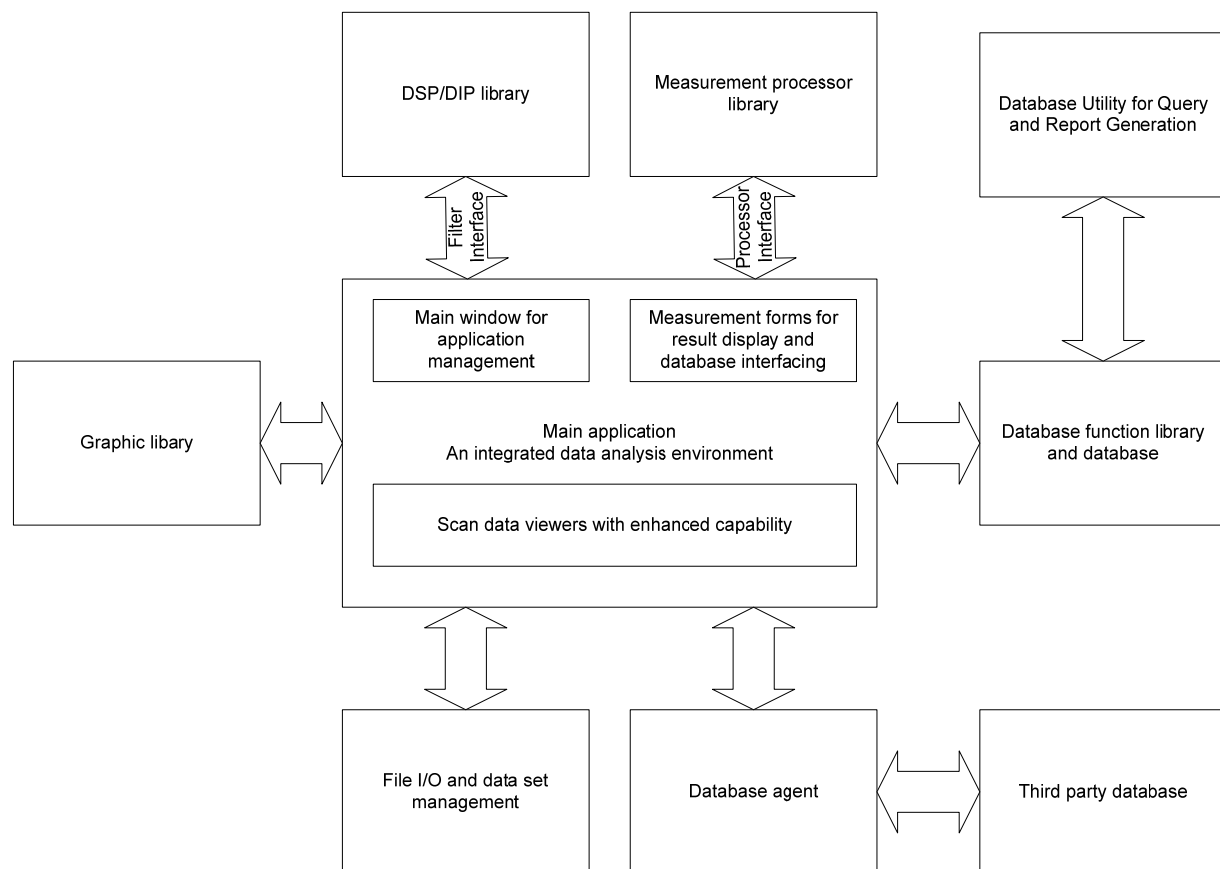 DSP/DIP library
Measurement processor
library
Database Utility for Query
and Report Generation
Filter
Interface
Processor
Interface
Main window for
application
management
Measurement forms for
result display and
database interfacing
Graphic libary
Main application
An integrated data analysis environment
Database function library
and database
Scan data viewers with enhanced capability
File I/O and data set
management
Database agent
Third party database